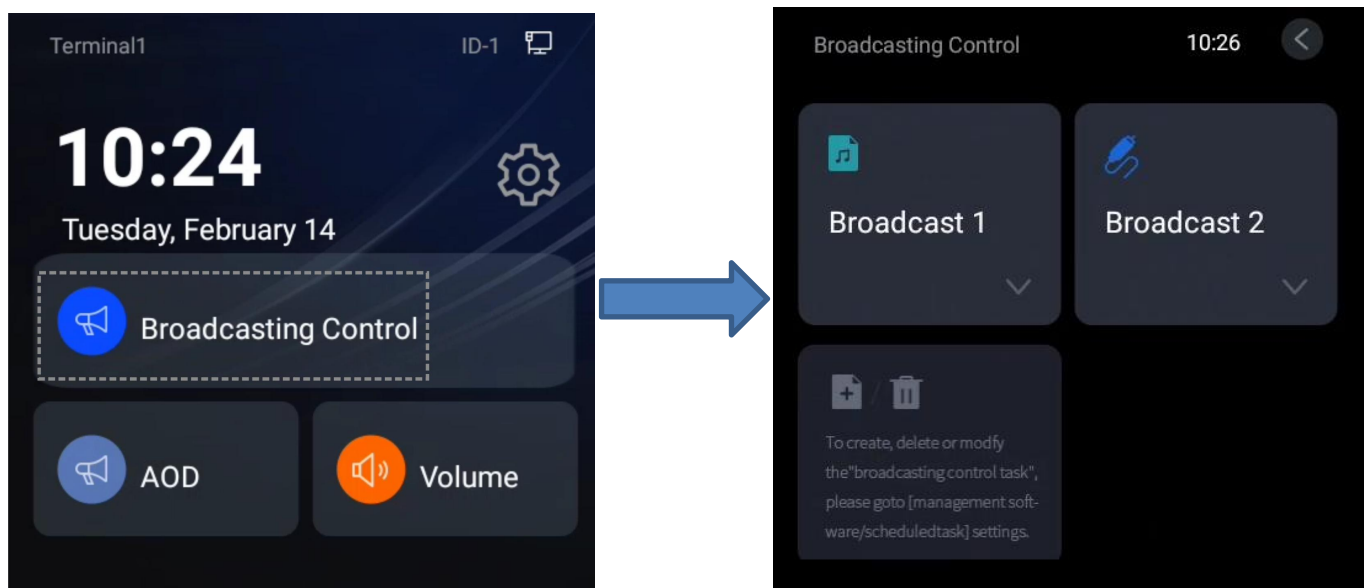 Terminal1
ID-1
10:24
Tuesday, February 14
Broadcasting Control
AOD
Volume
Broadcasting Control
10:26
Broadcast 1
Broadcast 2
To create, delete or modfy
the"broadcasting control task",
please goto [management soft-
ware/scheduledtask] settings.